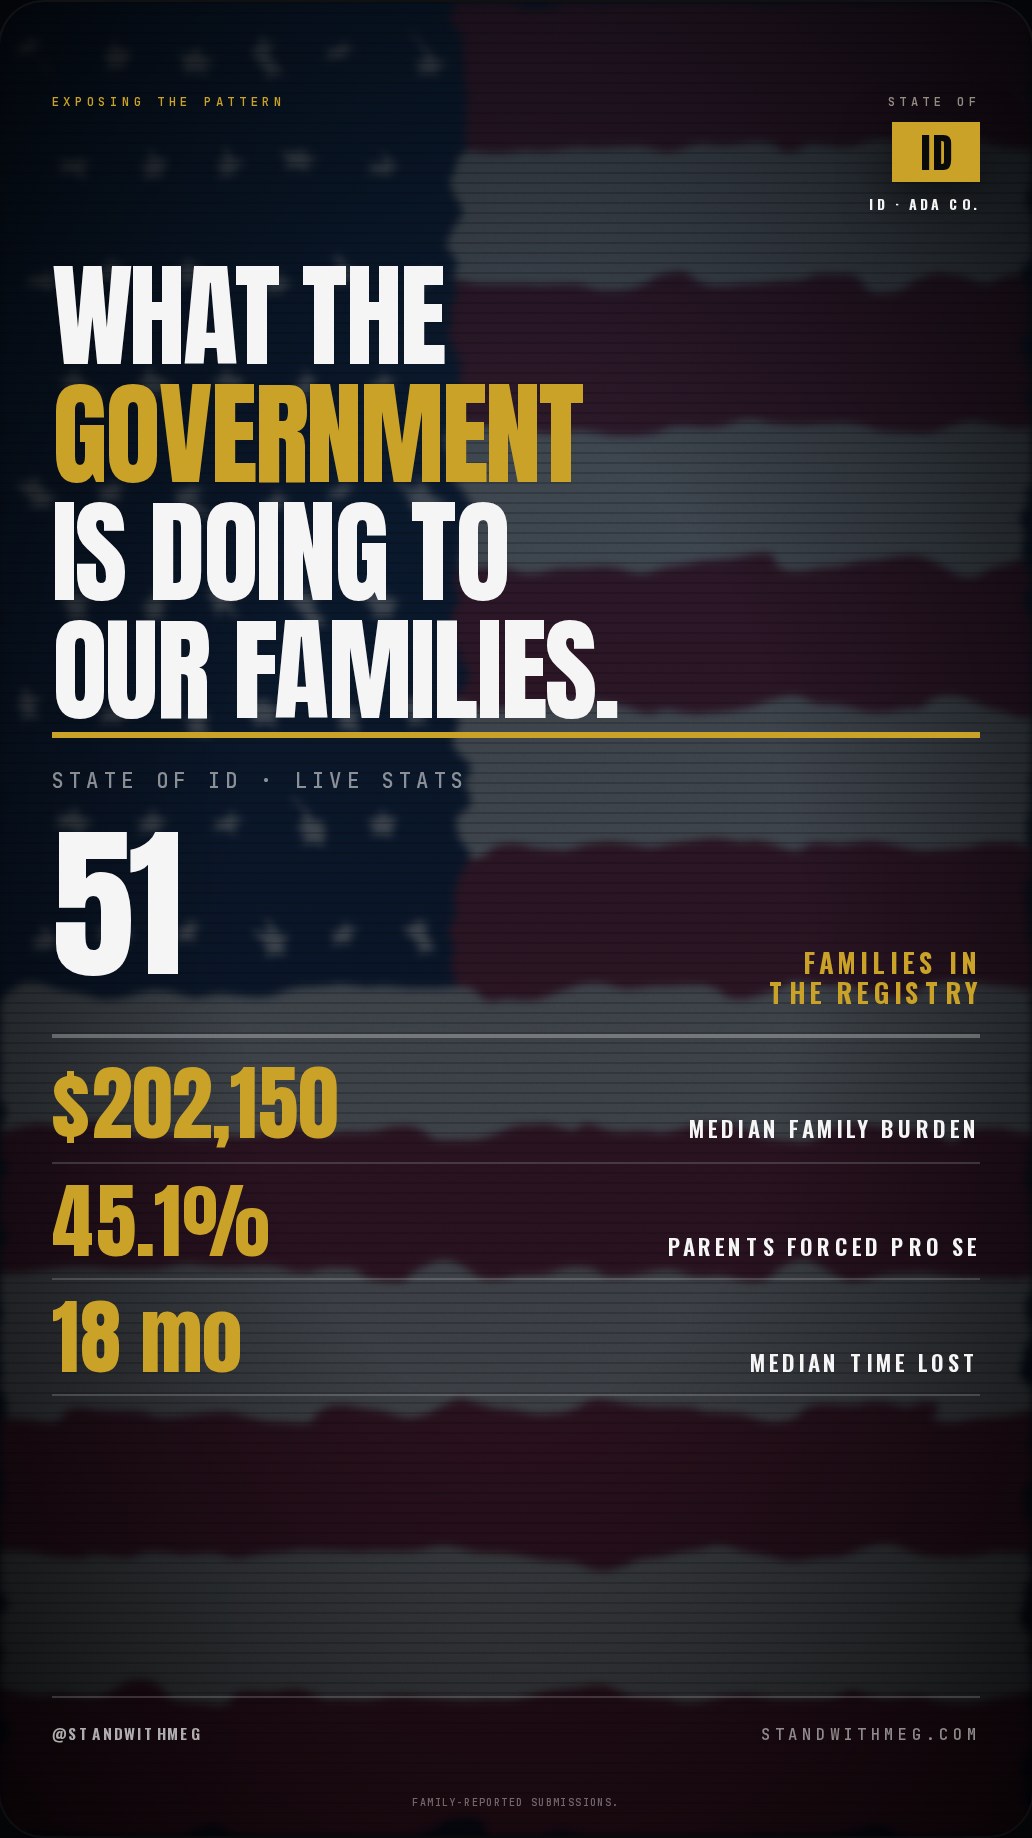 EXPOSING THE PATTERN
STATE OF
ID
ID · ADA CO.
WHAT THE
GOVERNMENT
IS DOING TO
OUR FAMILIES.
STATE OF ID · LIVE STATS
51
FAMILIES IN
THE REGISTRY
$202,150
MEDIAN FAMILY BURDEN
45.1%
PARENTS FORCED PRO SE
18 mo
MEDIAN TIME LOST
@STANDWITHMEG
STANDWITHMEG.COM
FAMILY-REPORTED SUBMISSIONS.